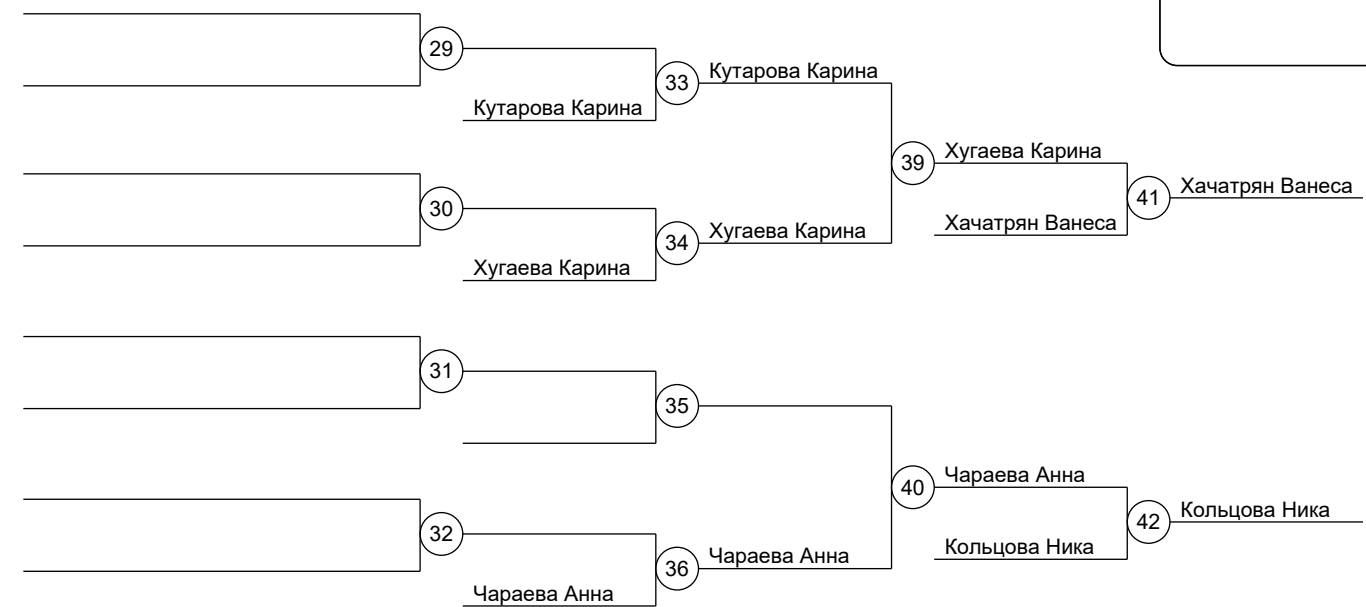 29
33
Кутарова Карина
Кутарова Карина
39
Хугаева Карина
41
Хачатрян Ванеса
Хачатрян Ванеса
30
34
Хугаева Карина
Хугаева Карина
31
35
40
Чараева Анна
42
Кольцова Ника
Кольцова Ника
32
36
Чараева Анна
Чараева Анна